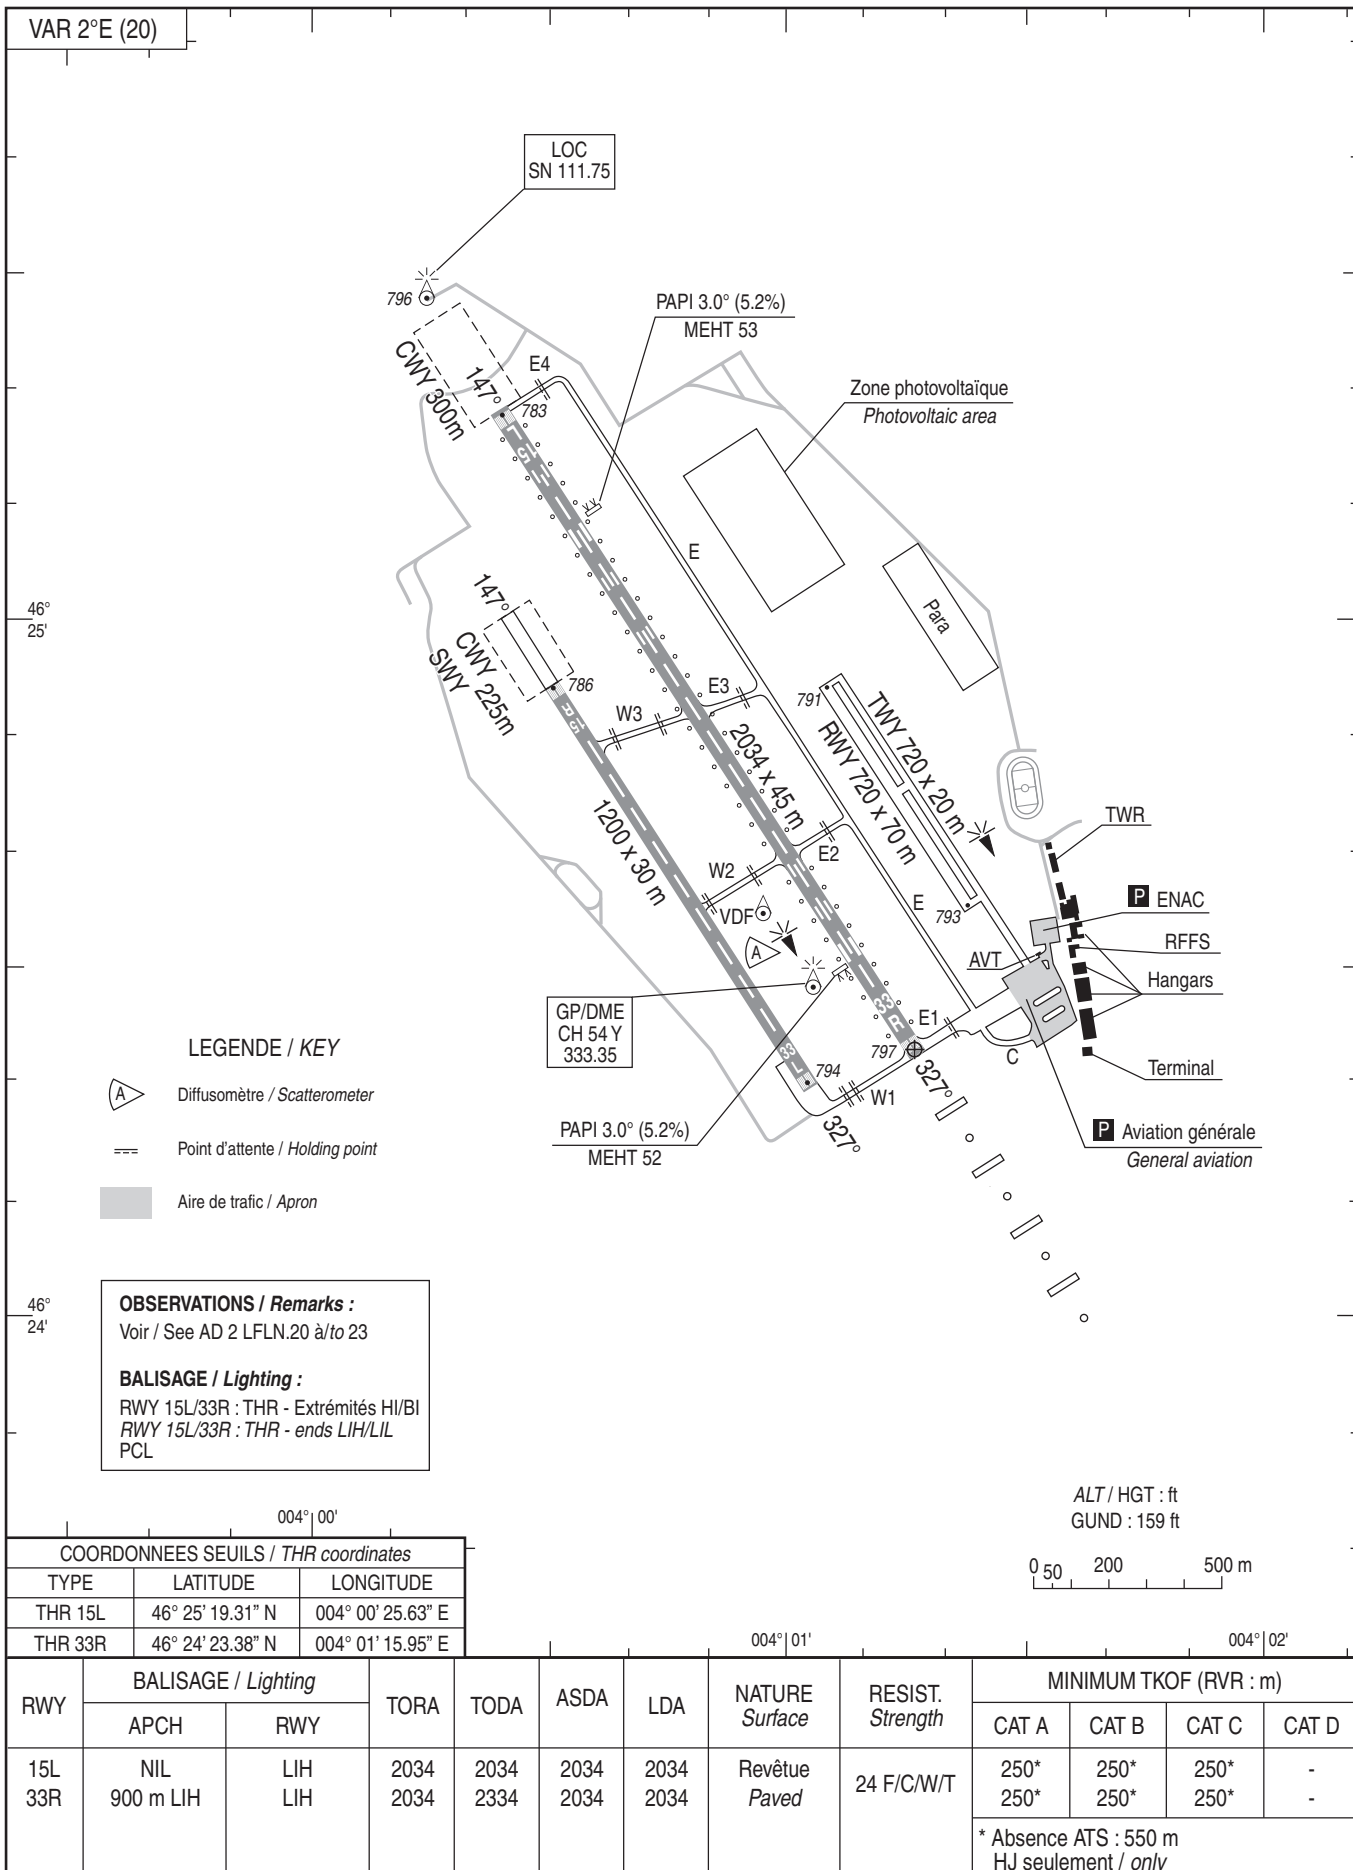 VAR 2°E (20)
LOC
SN 111.75
796
PAPI 3.0° (5.2%)
MEHT 53
CWY 300m
147°
E4
783
Zone photovoltaïque
Photovoltaic area
15 L
E
Para
46°
25'
147°
CWY 225m
SWY
786
R 15
W3
E3
791
TWY 720 x 20 m
RWY 720 x 70 m
2034 x 45 m
1200 x 30 m
TWR
W2
E2
VDF
E
793
P ENAC
RFFS
AVT
A
Hangars
GP/DME
CH 54 Y
333.35
33 R
E1
797
C
Terminal
33 L
794
W1
327°
327°
PAPI 3.0° (5.2%)
MEHT 52
P Aviation générale
General aviation
LEGENDE / KEY
A Diffusomètre / Scatterometer
Point d'attente / Holding point
Aire de trafic / Apron
46°
24'
OBSERVATIONS / Remarks :
Voir / See AD 2 LFLN.20 à/to 23
BALISAGE / Lighting :
RWY 15L/33R : THR - Extrémités HI/BI
RWY 15L/33R : THR - ends LIH/LIL
PCL
ALT / HGT : ft
GUND : 159 ft
004° 00'
0 50 200 500 m
COORDONNEES SEUILS / THR coordinates
TYPE LATITUDE LONGITUDE
THR 15L 46° 25' 19.31" N 004° 00' 25.63" E
THR 33R 46° 24' 23.38" N 004° 01' 15.95" E
004° 01' 004° 02'
RWY BALISAGE / Lighting TORA TODA ASDA LDA NATURE RESIST. MINIMUM TKOF (RVR : m)
Surface Strength
APCH RWY CAT A CAT B CAT C CAT D
15L NIL LIH 2034 2034 2034 2034 Revêtue 24 F/C/W/T 250* 250* 250* -
33R 900 m LIH LIH 2034 2334 2034 2034 Paved 250* 250* 250* -
* Absence ATS : 550 m
HJ seulement / only